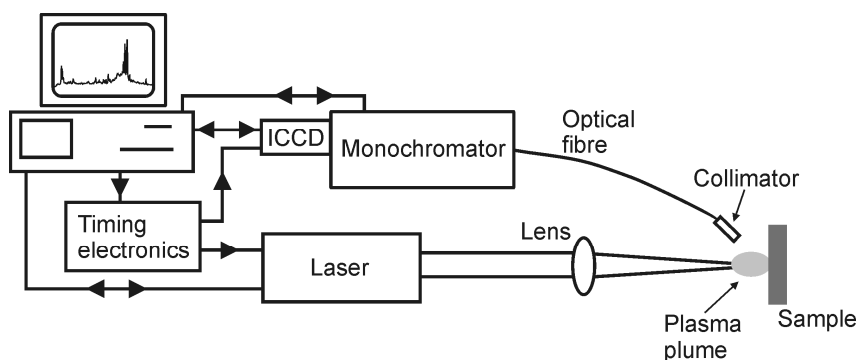 ICCD
Monochromator
Optical
fibre
Collimator
Timing
electronics
Laser
Lens
Plasma
plume
Sample